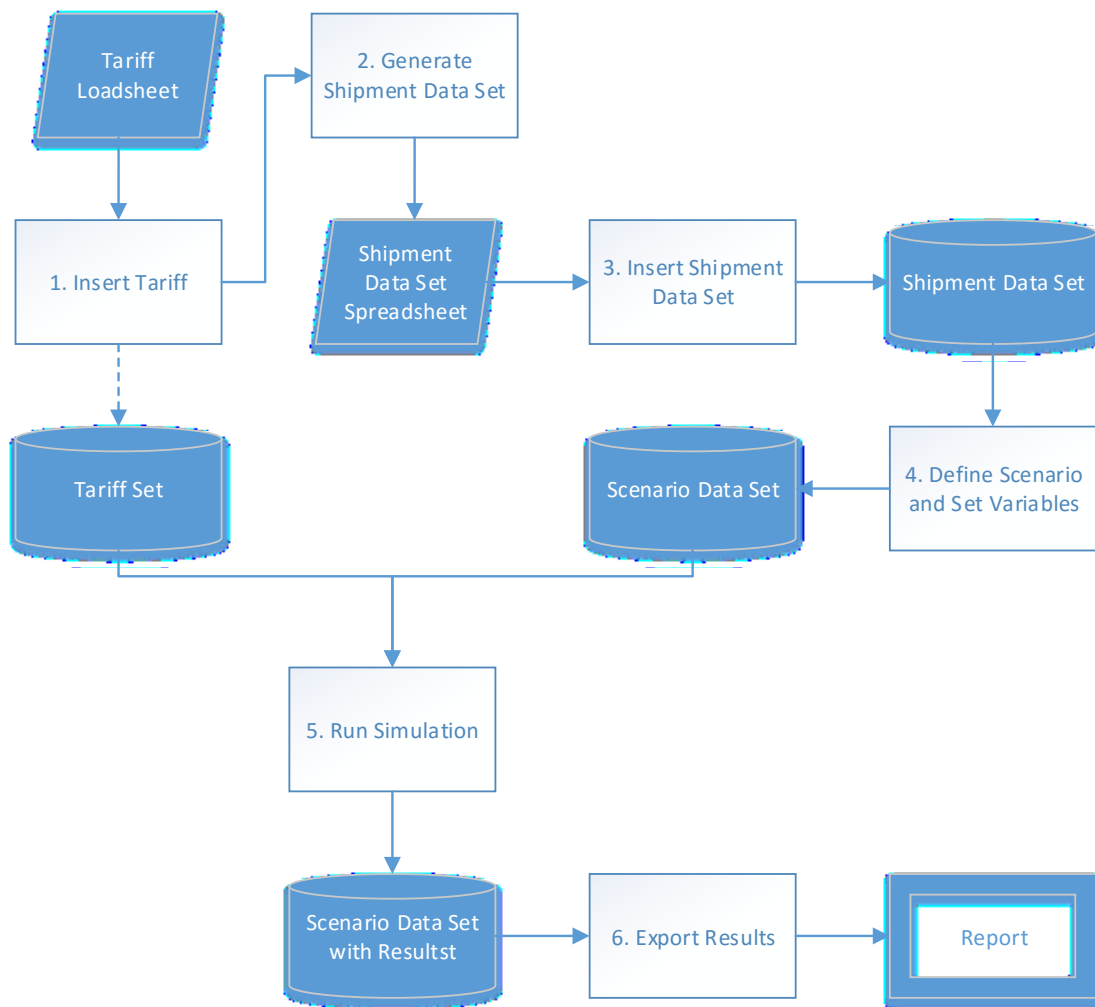 Tariff
Loadsheet
2. Generate
Shipment Data Set
1. Insert Tariff
Shipment
Data Set
Spreadsheet
3. Insert Shipment
Data Set
Shipment Data Set
Tariff Set
Scenario Data Set
4. Define Scenario
and Set Variables
5. Run Simulation
Scenario Data Set
with Resultst
6. Export Results
Report